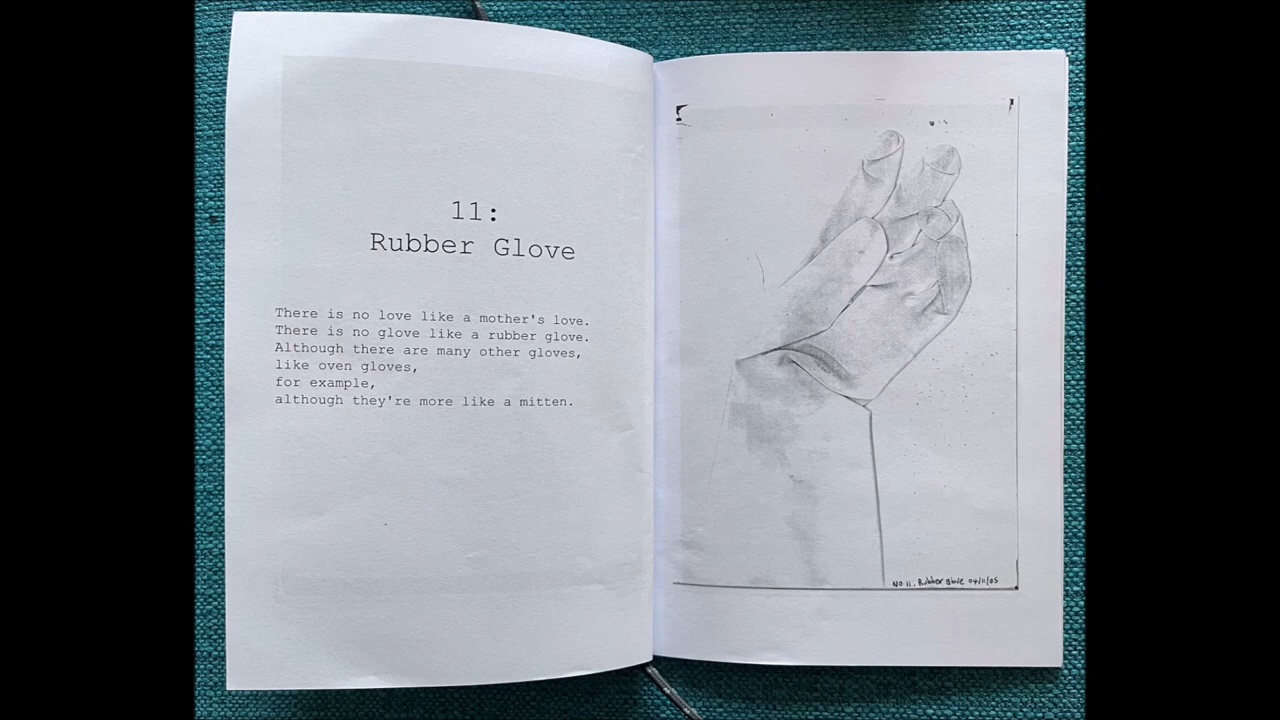 11:
Rubber Glove
There is no love like a mother's love.
There is no glove like a rubber glove.
Although there are many other gloves,
like oven gloves,
for example,
although they're more like a mitten.
NO 11. Rubber glove 04/11/05